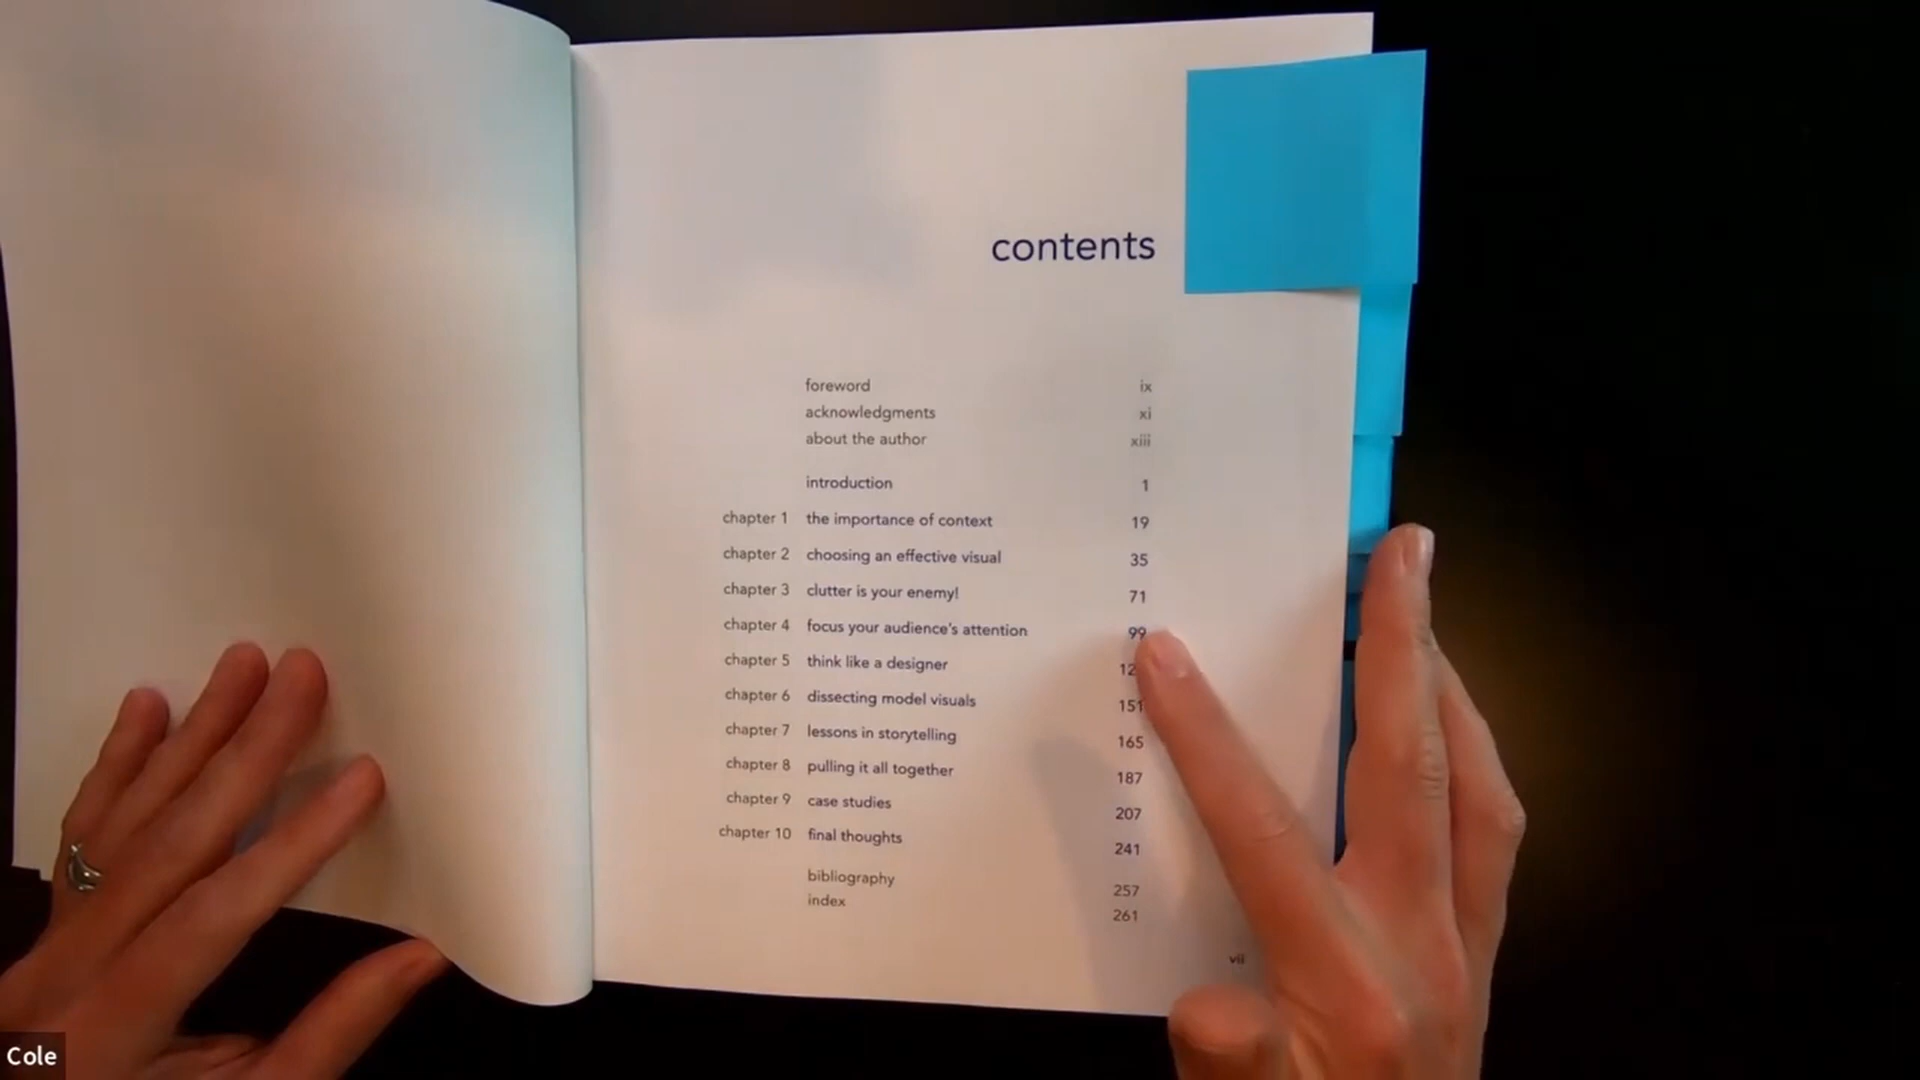 contents
foreword ix
acknowledgments xi
about the author xiii
introduction 1
chapter 1 the importance of context 19
chapter 2 choosing an effective visual 35
chapter 3 clutter is your enemy! 71
chapter 4 focus your audience's attention 99
chapter 5 think like a designer
chapter 6 dissecting model visuals 151
chapter 7 lessons in storytelling 165
chapter 8 pulling it all together 187
chapter 9 case studies 207
chapter 10 final thoughts 241
bibliography 257
index 261
vii
Cole